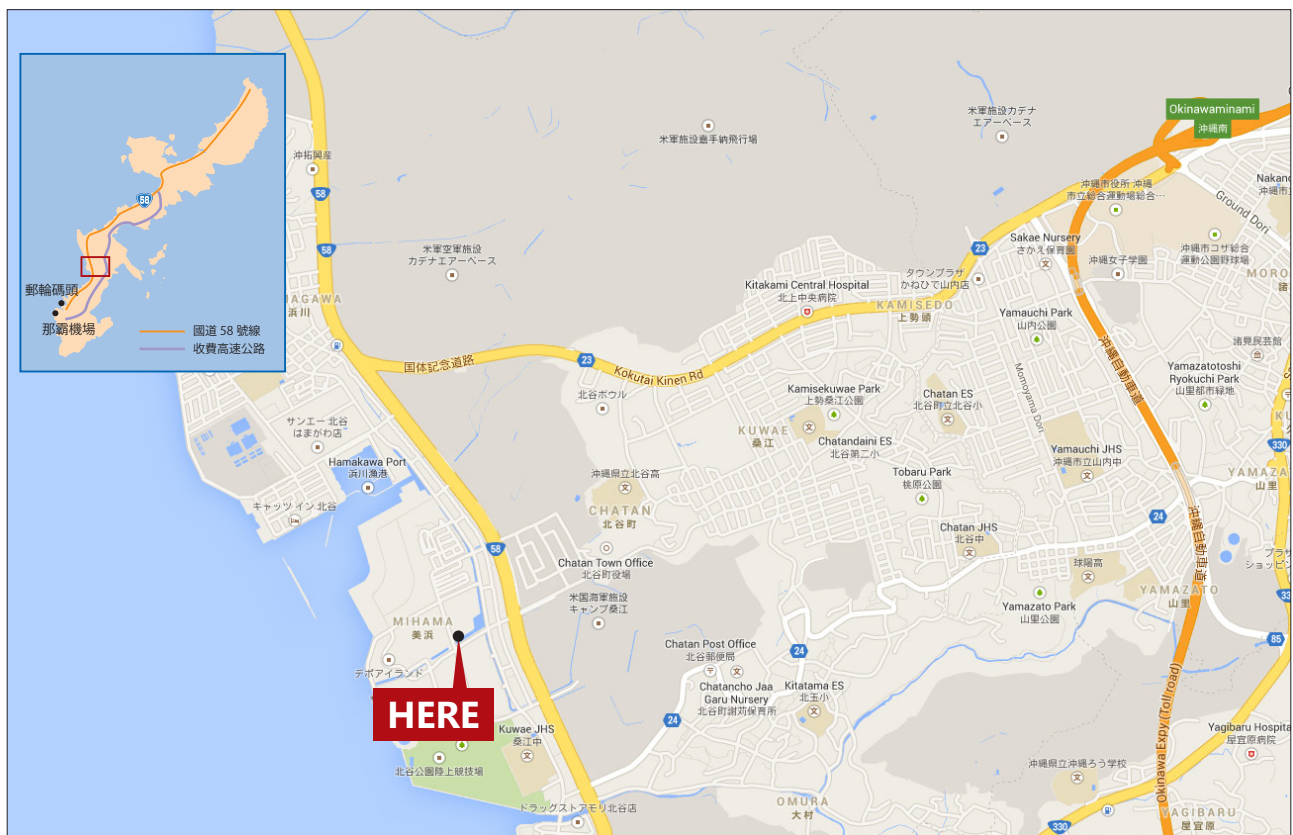 58
郵輪碼頭
那霸機場
國道 58 號線
收費高速公路
Okinawaminami
沖縄南
米軍施設カデナ
エアーベース
米軍施設嘉手納飛行場
沖拓興産
58
沖縄市役所 沖縄
市立総合運動場総合…
Ground Dori
58
米軍空軍施設
カデナエアーベース
23
Sakae Nursery
さかえ保育園
沖縄女子学園
沖縄市コザ総合
運動公園野球場
タウンプラザ
かねひで山内店
Kitakami Central Hospital
北上中央病院
KAMISEDO
上勢頭
Yamauchi Park
山内公園
沖縄自動車道
諸見民芸館
浜川
国体記念道路
23
Kokutai Kinen Rd
Momoyama Dori
Yamazatotoshi
Ryokuchi Park
山里都市緑地
北谷ボウル
Kamisekuwae Park
上勢桑江公園
Chatan ES
北谷町立北谷小
サンエー 北谷
はまがわ店
KUWAE
桑江
Chatandaini ES
北谷第二小
330
Yamauchi JHS
沖縄市立山内中
Hamakawa Port
浜川漁港
沖縄県立北谷高
Tobaru Park
桃原公園
山里
キャッツ イン 北谷
CHATAN
北谷町
24
沖縄自動車道
Chatan JHS
北谷中
58
Chatan Town Office
北谷町役場
球陽高
YAMAZATO
山里
米国海軍施設
キャンプ桑江
Yamazato Park
山里公園
MIHAMA
美浜
85
Chatan Post Office
北谷郵便局
24
デポアイランド
Chatancho Jaa
Garu Nursery
北谷町謝苅保育所
Kitatama ES
北玉小
HERE
24
Kuwae JHS
桑江中
Okinawa Expy (Toll road)
Yagibaru Hospita
屋宜原病院
北谷公園陸上競技場
沖縄県立沖縄ろう学校
ドラッグストアモリ北谷店
OMURA
大村
330
YAGIBARU
屋宜原